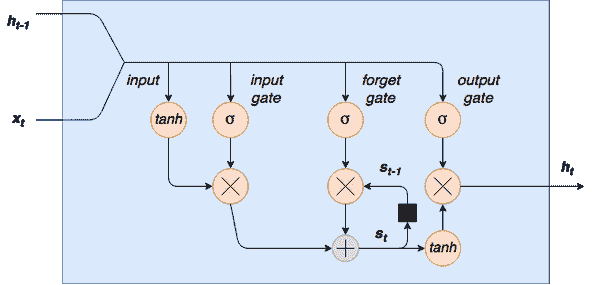 h_{t-1}
input
input gate
forget gate
output gate
x_t
tanh
σ
σ
σ
s_{t-1}
h_t
s_t
tanh